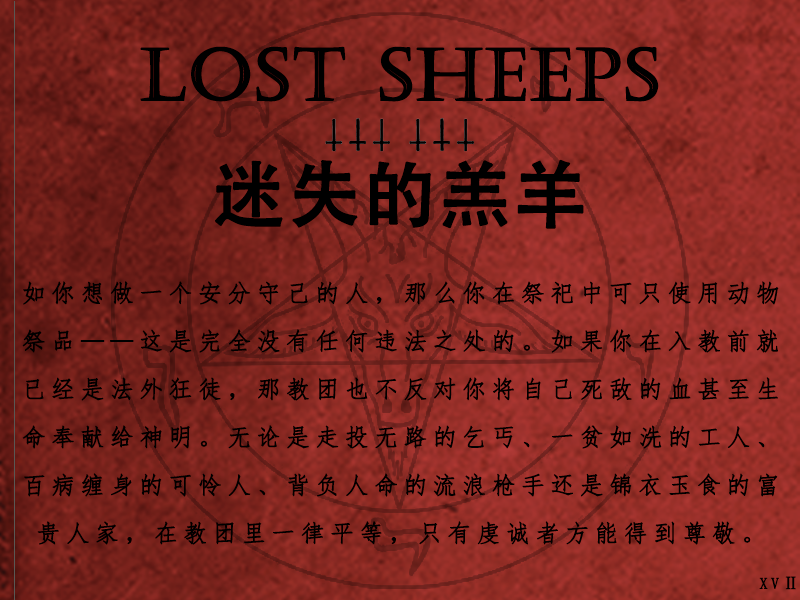 LOST SHEEPS
迷失的羔羊
如你想做一个安分守己的人，那么你在祭祀中可只使用动物
祭品——这是完全没有任何违法之处的。如果你在入教前就
已经是法外狂徒，那教团也不反对你将自己死敌的血甚至生
命奉献给神明。无论是走投无路的乞丐、一贫如洗的工人、
百病缠身的可怜人、背负人命的流浪枪手还是锦衣玉食的富
贵人家，在教团里一律平等，只有虔诚者方能得到尊敬。
XVⅡ